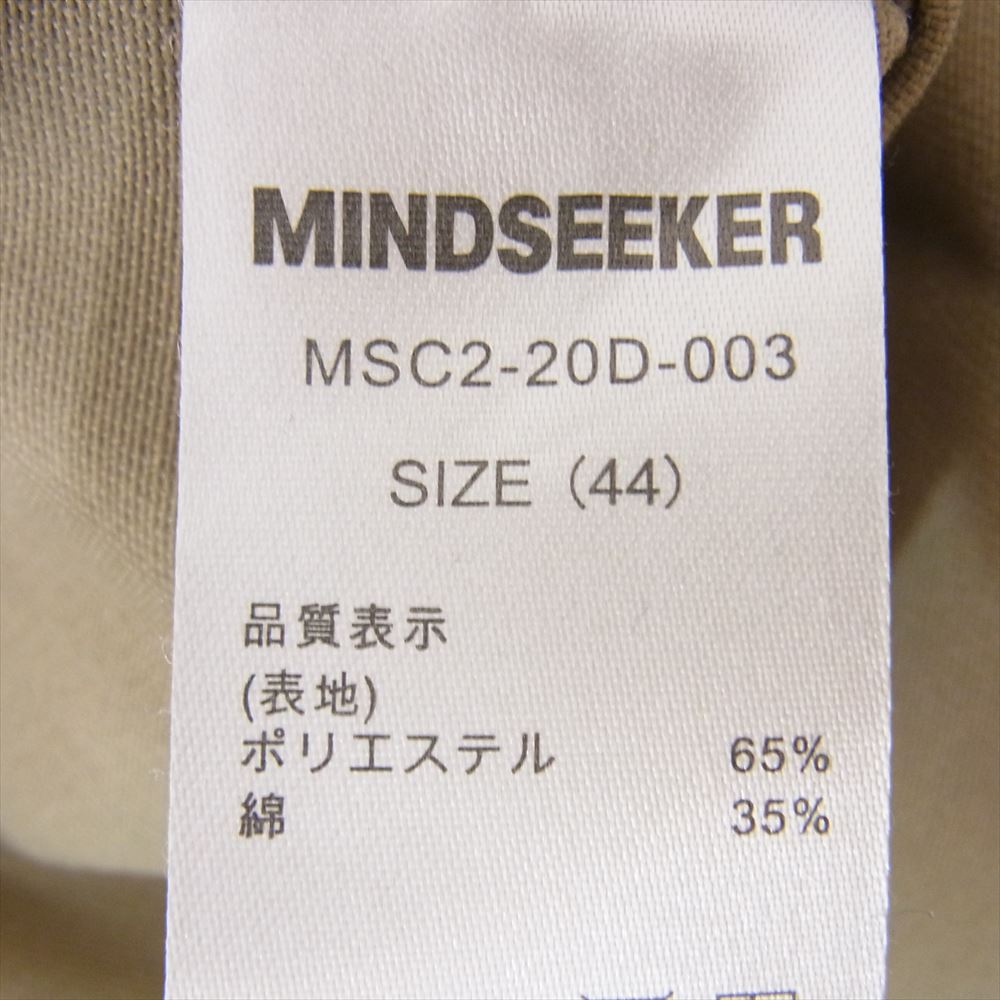 MINDSEEKER
MSC2-20D-003
SIZE (44)
品質表示
(表地)
ポリエステル 65%
綿 35%